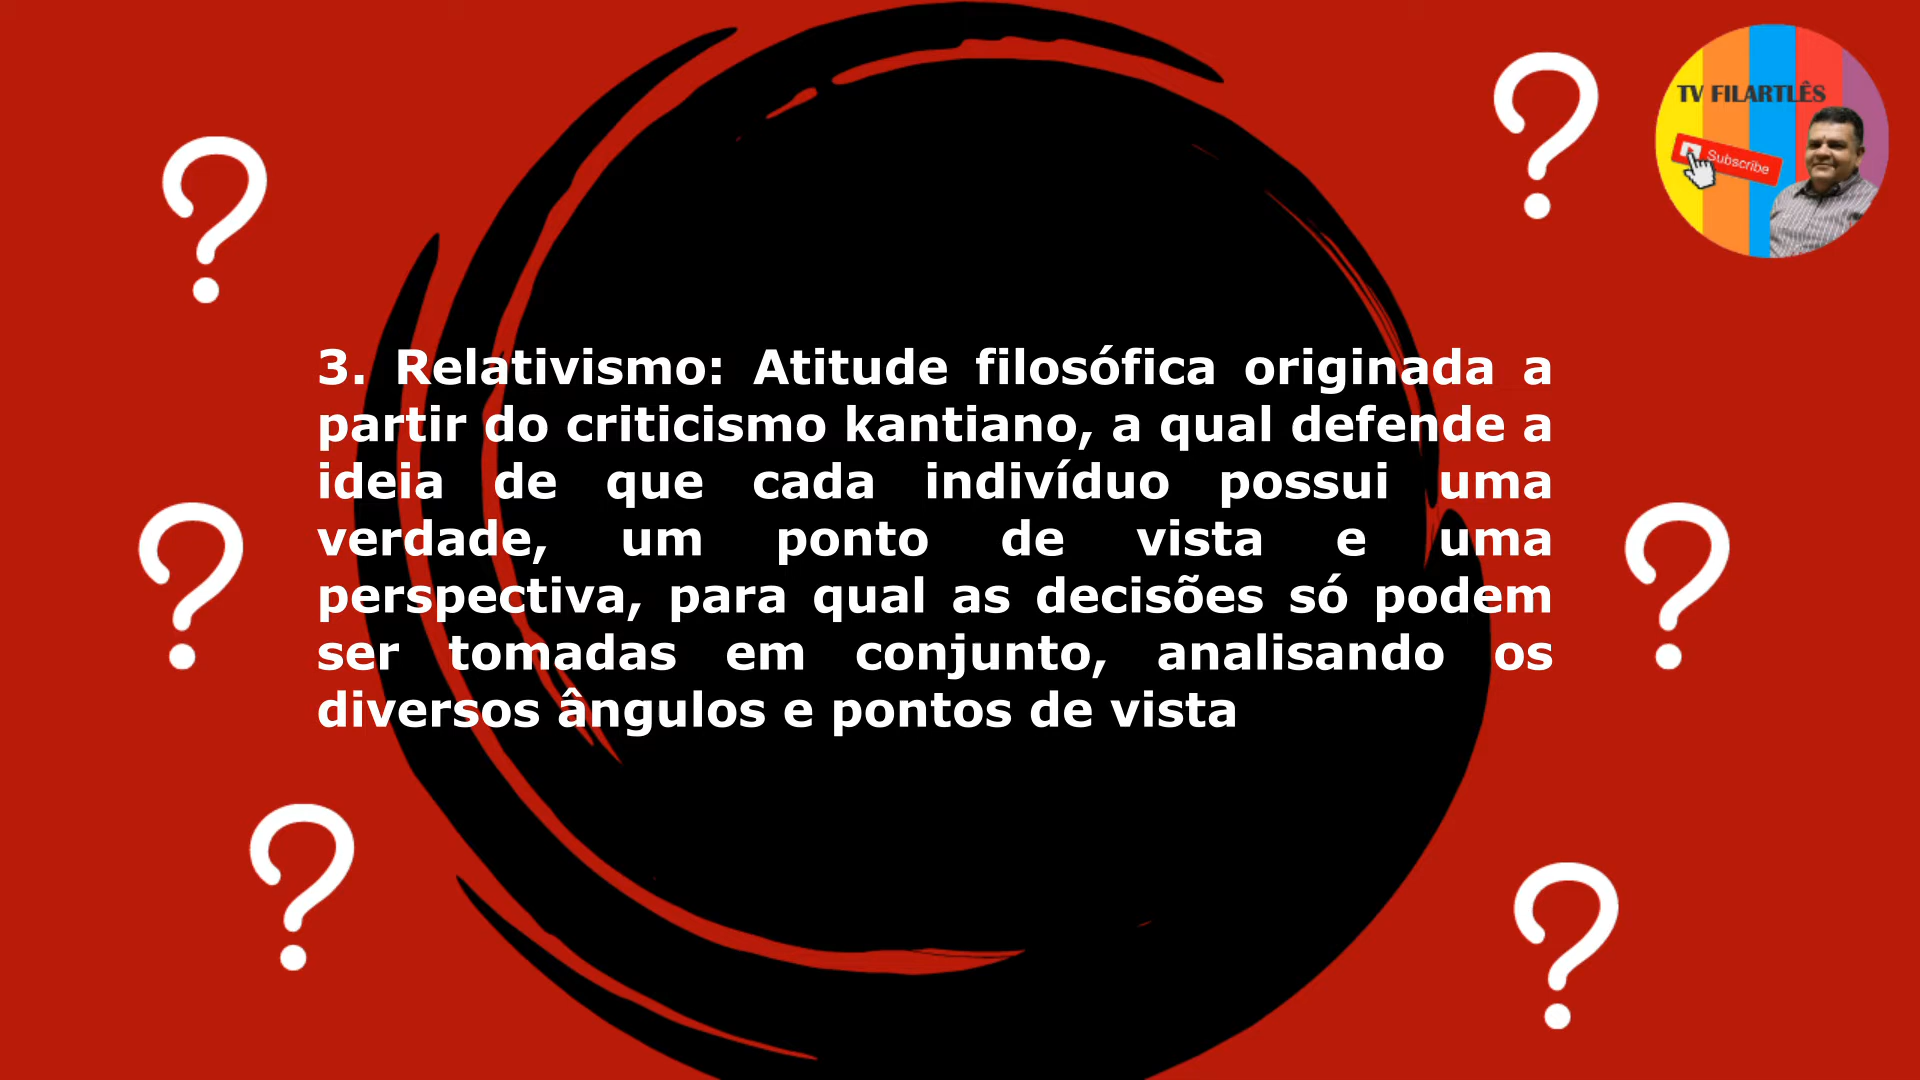 TV FILARTLÊS
Subscribe
3. Relativismo: Atitude filosófica originada a
partir do criticismo kantiano, a qual defende a
ideia de que cada indivíduo possui uma
verdade, um ponto de vista e uma
perspectiva, para qual as decisões só podem
ser tomadas em conjunto, analisando os
diversos ângulos e pontos de vista